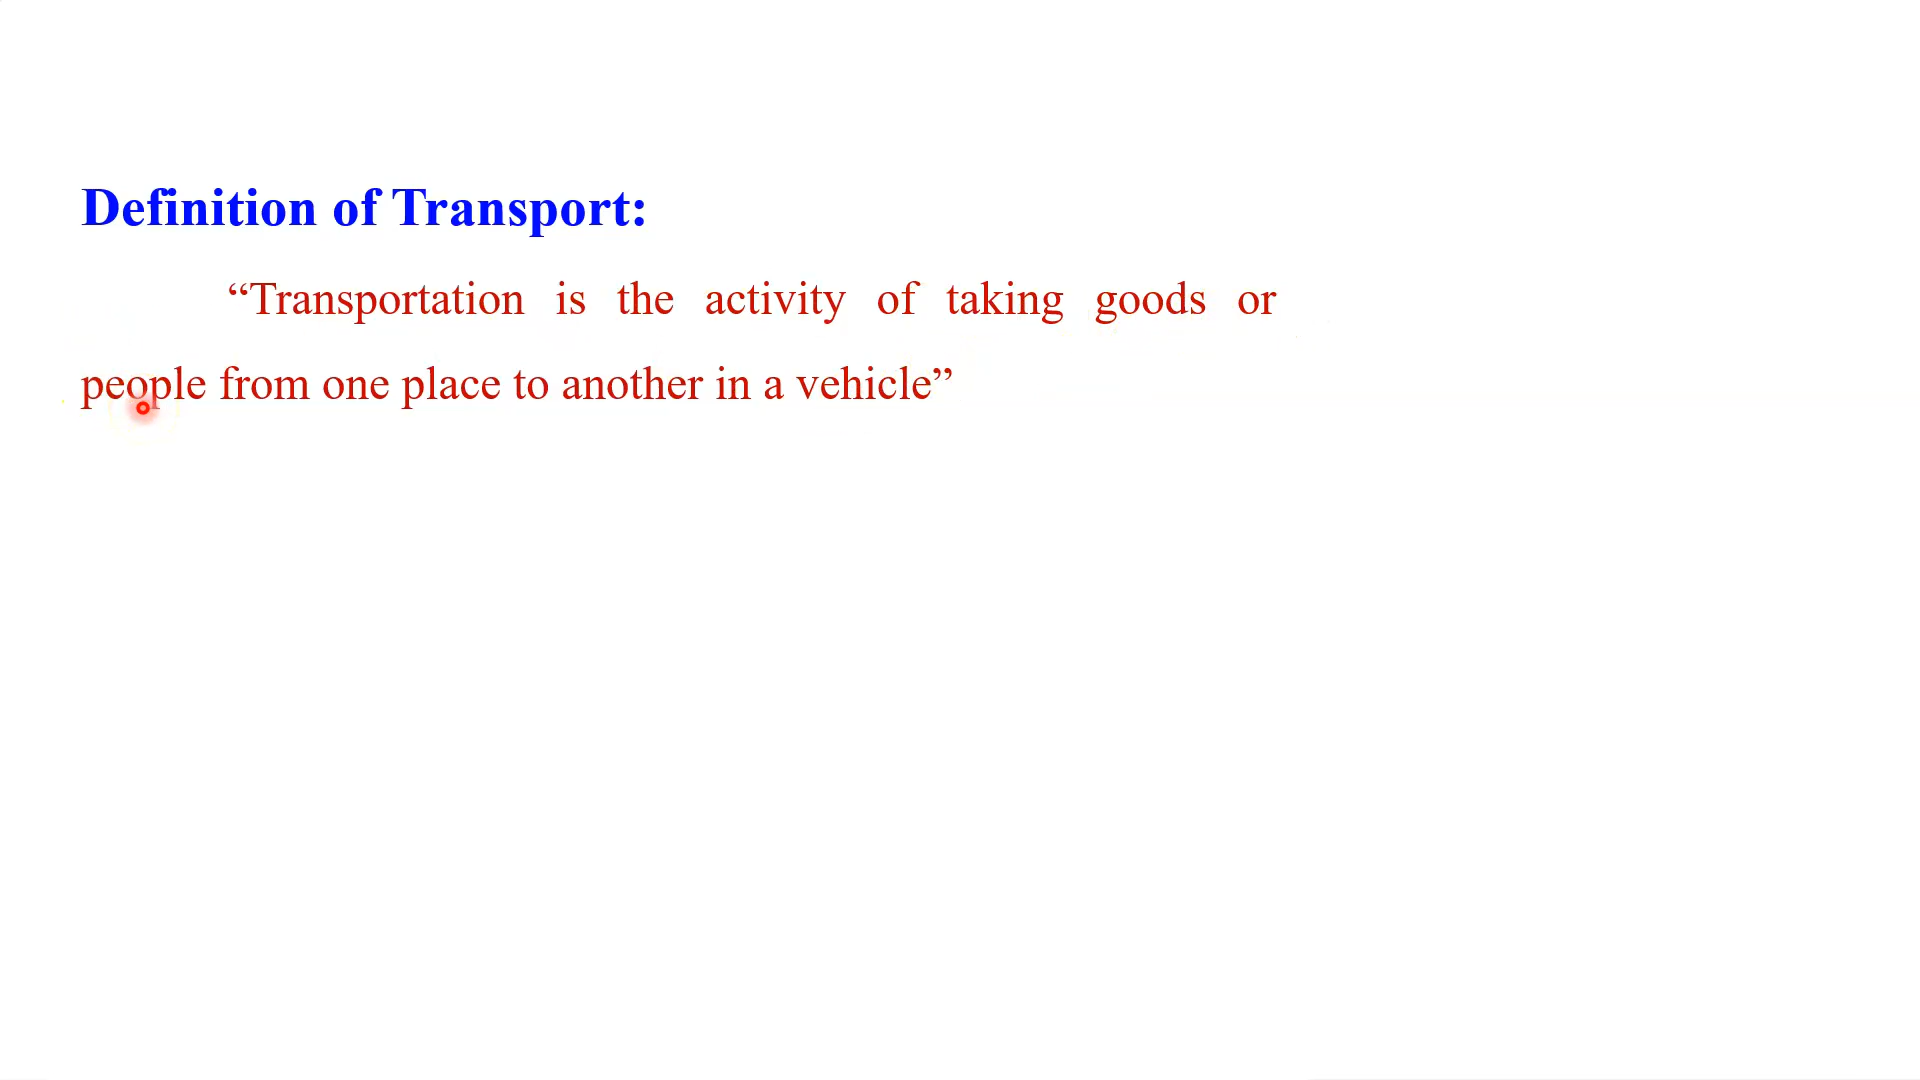 Definition of Transport:
“Transportation is the activity of taking goods or
people from one place to another in a vehicle”